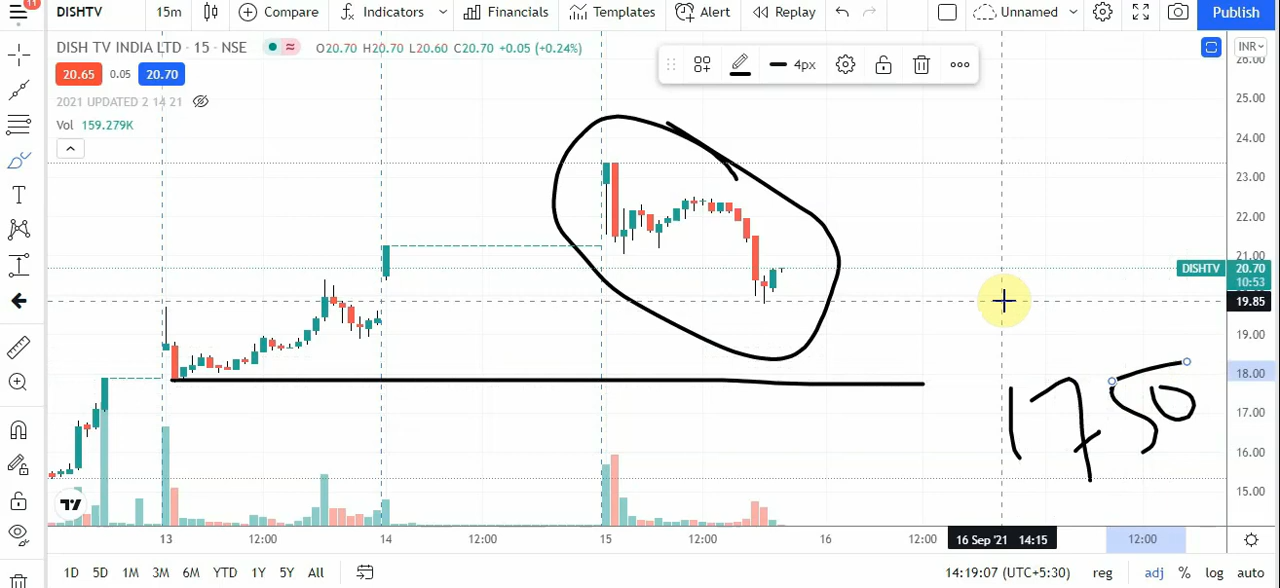 11
DISHTV 15m Compare Indicators Financials Templates Alert Replay Unnamed Publish
DISH TV INDIA LTD · 15 · NSE ≈ O20.70 H20.70 L20.60 C20.70 +0.05 (+0.24%)
4px
INR
20.65 0.05 20.70
2021 UPDATED 2 14 21
Vol 159.279K
26.00
25.00
24.00
23.00
22.00
21.00
DISHTV 20.70
10:53
19.85
19.00
18.00
17.00
16.00
15.00
1750
13 12:00 14 12:00 15 12:00 16 12:00 16 Sep '21 14:15 12:00
1D 5D 1M 3M 6M YTD 1Y 5Y All 14:19:07 (UTC+5:30) reg adj % log auto